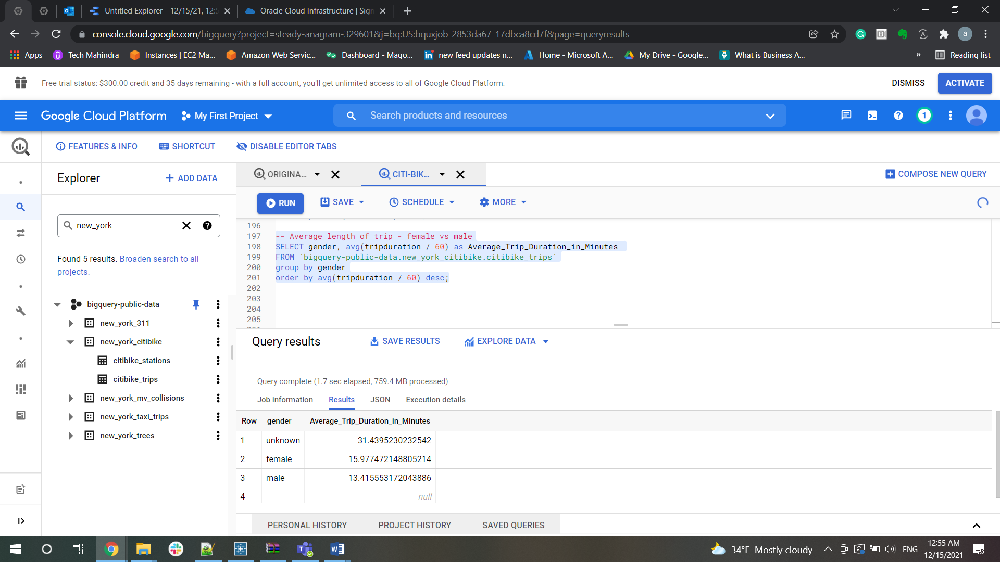 Untitled Explorer - 12/15/21, 12:5
Oracle Cloud Infrastructure | Sign
console.cloud.google.com/bigquery?project=steady-anagram-329601&j=bq:US:bquxjob_2853da67_17dbca8cd7f&page=queryresults
a
Apps
Tech Mahindra
Instances | EC2 Ma...
Amazon Web Servic...
Dashboard - Mago...
new feed updates n...
Home - Microsoft A...
My Drive - Google...
What is Business A...
»
Reading list
Free trial status: $300.00 credit and 35 days remaining - with a full account, you'll get unlimited access to all of Google Cloud Platform.
DISMISS
ACTIVATE
Google Cloud Platform
My First Project
Search products and resources
1
FEATURES & INFO
SHORTCUT
DISABLE EDITOR TABS
Explorer
+ ADD DATA
ORIGINA...
CITI-BIK...
COMPOSE NEW QUERY
RUN
SAVE
SCHEDULE
MORE
new_york
Found 5 results. Broaden search to all
projects.
bigquery-public-data
new_york_311
new_york_citibike
citibike_stations
citibike_trips
new_york_mv_collisions
new_york_taxi_trips
new_york_trees
196
197 -- Average length of trip - female vs male
198 SELECT gender, avg(tripduration / 60) as Average_Trip_Duration_in_Minutes
199 FROM `bigquery-public-data.new_york_citibike.citibike_trips`
200 group by gender
201 order by avg(tripduration / 60) desc;
202
203
204
205
Query results
SAVE RESULTS
EXPLORE DATA
Query complete (1.7 sec elapsed, 759.4 MB processed)
Job information
Results
JSON
Execution details
Row gender Average_Trip_Duration_in_Minutes
1 unknown 31.4395230232542
2 female 15.977472148805214
3 male 13.415553172043886
4 null
PERSONAL HISTORY
PROJECT HISTORY
SAVED QUERIES
34°F Mostly cloudy
ENG
12:55 AM
12/15/2021